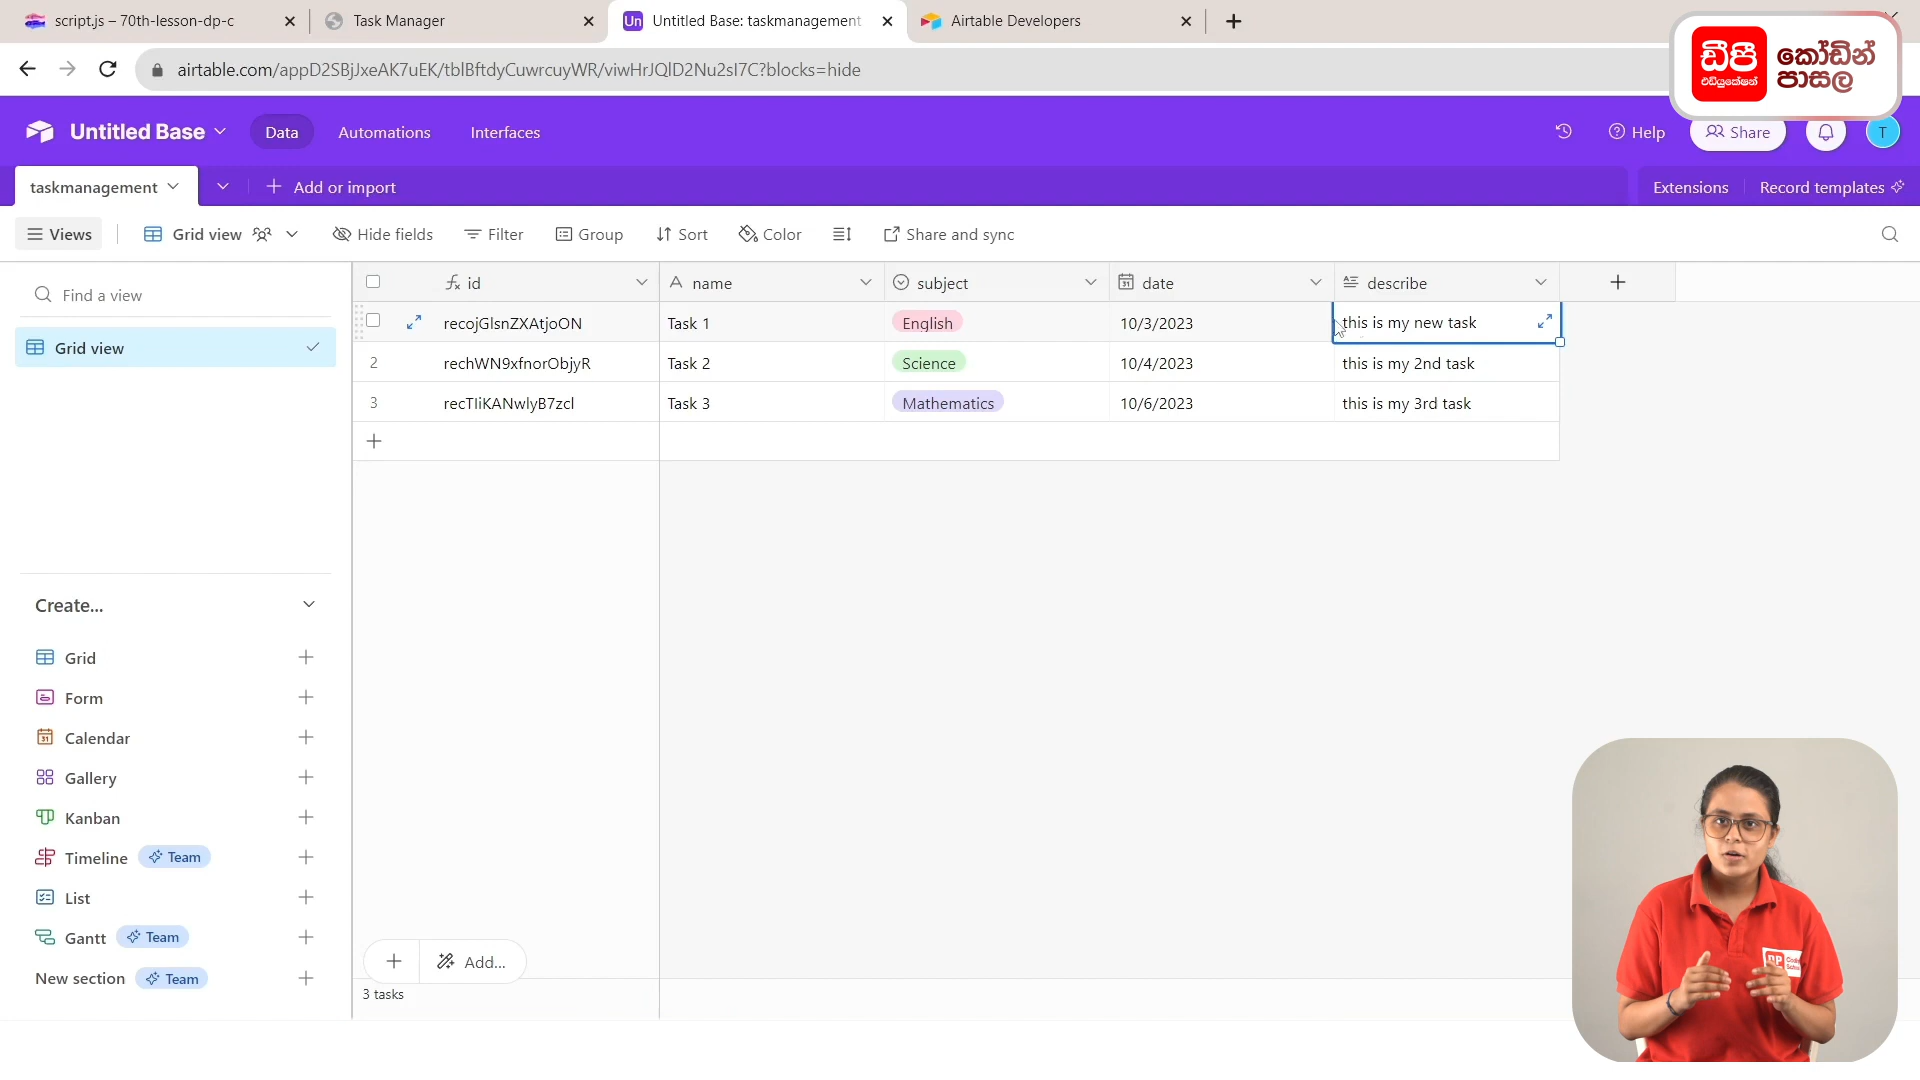 script.js – 70th-lesson-dp-c
Task Manager
Un
Untitled Base: taskmanagement
Airtable Developers
airtable.com/appD2SBjJxeAK7uEK/tblBftdyCuwrcuyWR/viwHrJQlD2Nu2sI7C?blocks=hide
ඩීපී
එඩියුකේෂන්
කෝඩින්
පාසල
Untitled Base
Data
Automations
Interfaces
Help
Share
T
taskmanagement
Add or import
Extensions
Record templates
Views
Grid view
Hide fields
Filter
Group
Sort
Color
Share and sync
Find a view
id
name
subject
date
describe
recojGlsnZXAtjoON
Task 1
English
10/3/2023
this is my new task
Grid view
2
rechWN9xfnorObjyR
Task 2
Science
10/4/2023
this is my 2nd task
3
recTIiKANwlyB7zcl
Task 3
Mathematics
10/6/2023
this is my 3rd task
Create...
Grid
Form
Calendar
Gallery
Kanban
Timeline
Team
List
Gantt
Team
New section
Team
Add...
3 tasks
DP